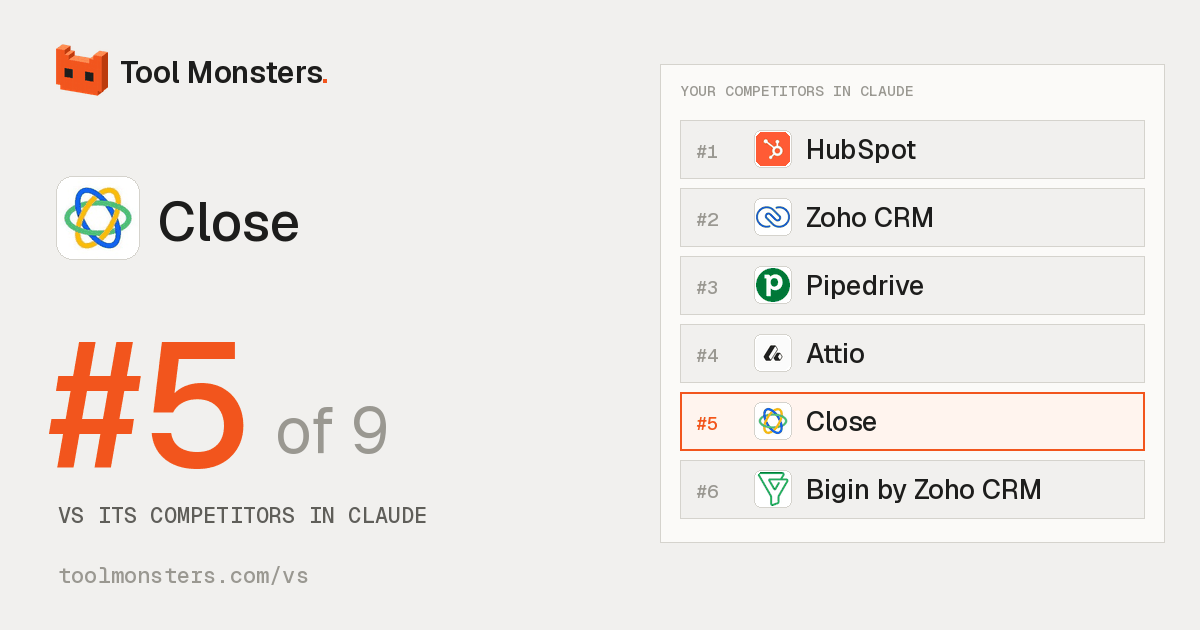 Tool Monsters.
Close
#5 of 9
VS ITS COMPETITORS IN CLAUDE
toolmonsters.com/vs
YOUR COMPETITORS IN CLAUDE
#1 HubSpot
#2 Zoho CRM
#3 Pipedrive
#4 Attio
#5 Close
#6 Bigin by Zoho CRM